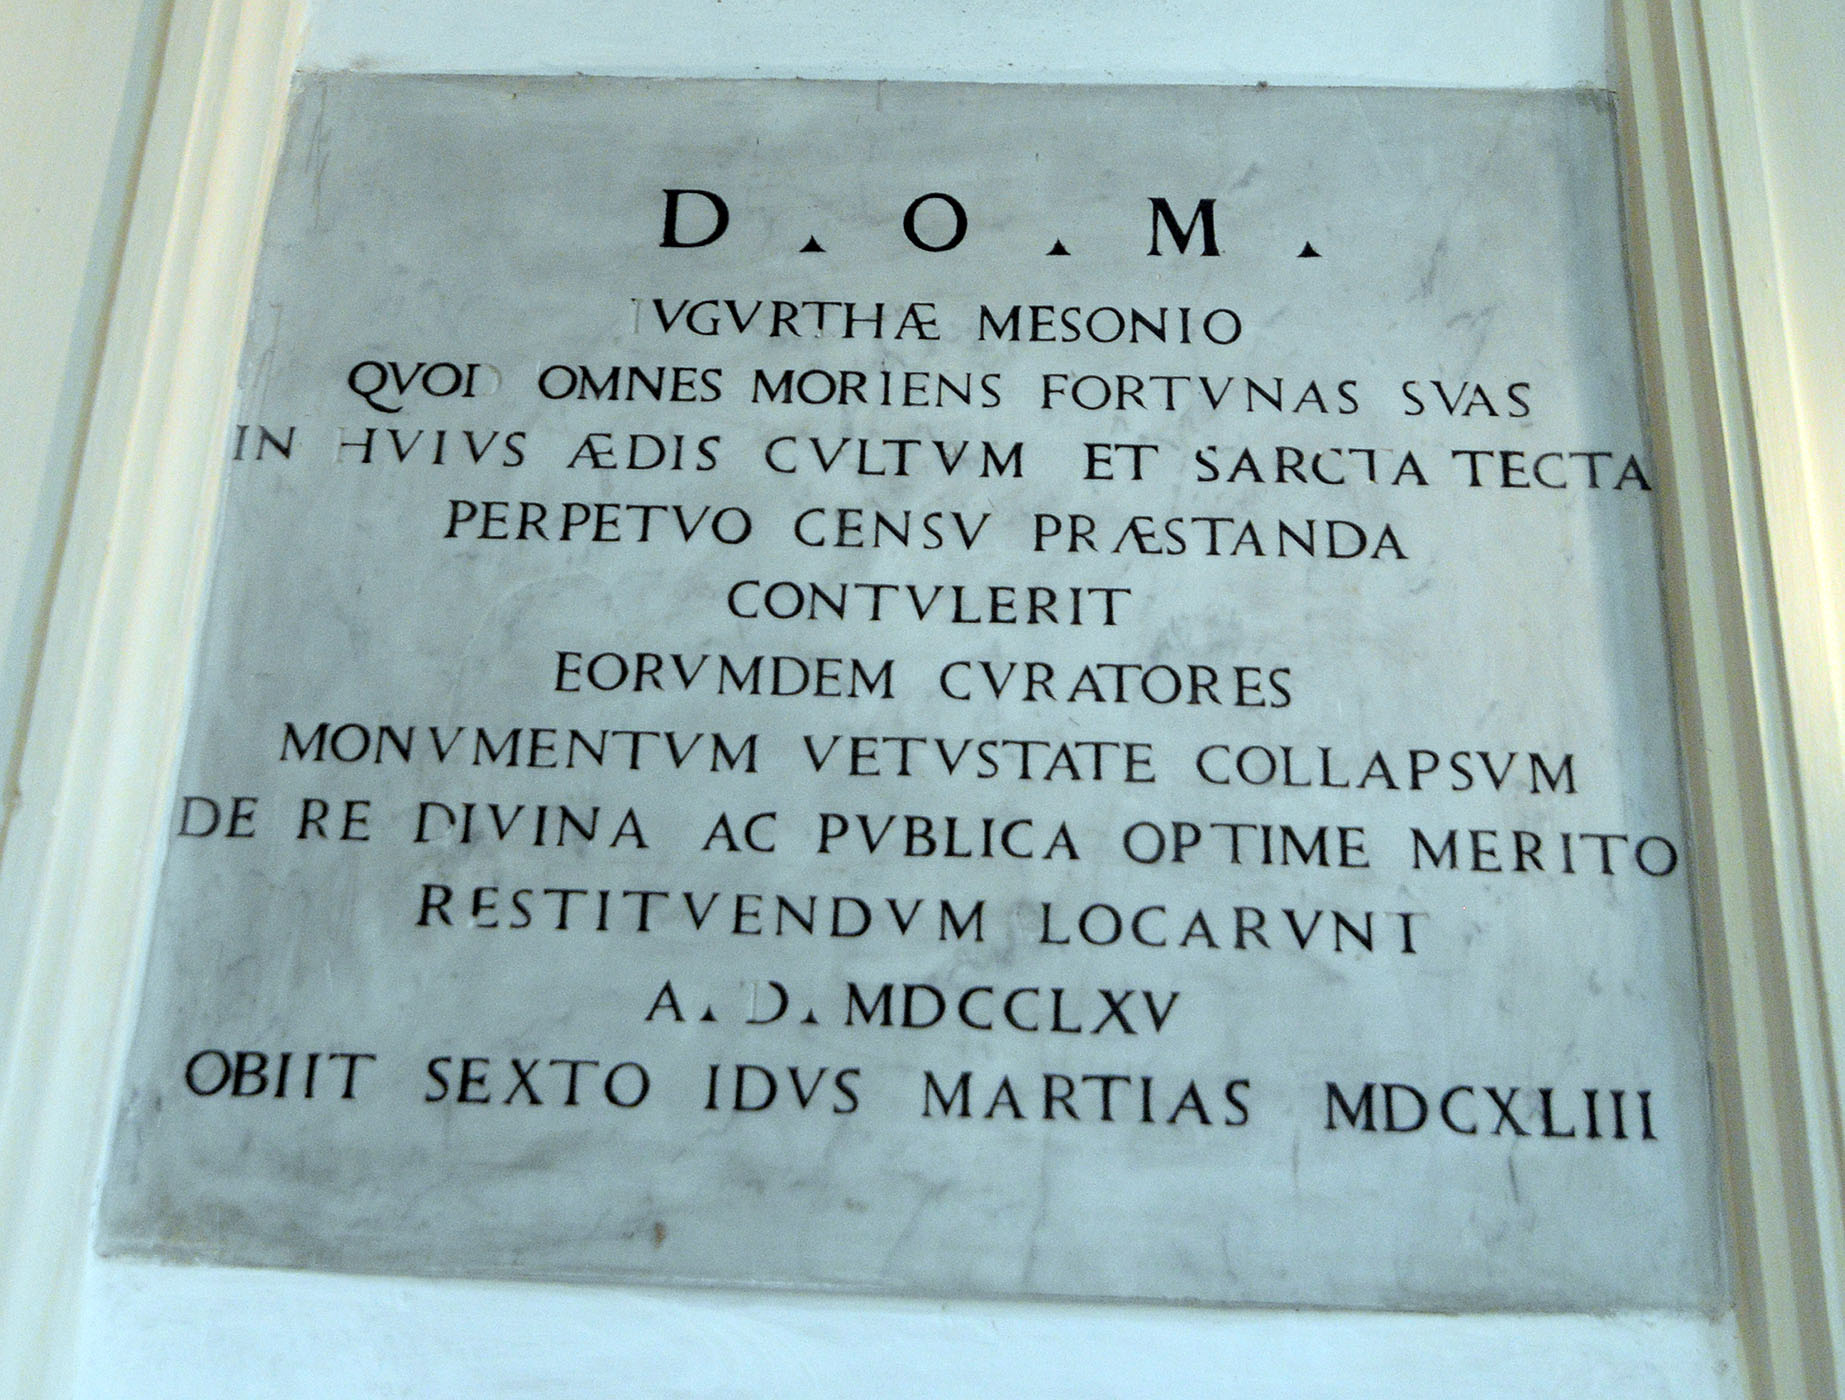 D ▴ O ▴ M ▴
IVGVRTHÆ MESONIO
QVOD OMNES MORIENS FORTVNAS SVAS
IN HVIVS ÆDIS CVLTVM ET SARCTA TECTA
PERPETVO CENSV PRÆSTANDA
CONTVLERIT
EORVMDEM CVRATORES
MONVMENTVM VETVSTATE COLLAPSVM
DE RE DIVINA AC PVBLICA OPTIME MERITO
RESTITVENDVM LOCARVNT
A ▴ D ▴ MDCCLXV
OBIIT SEXTO IDVS MARTIAS MDCXLIII